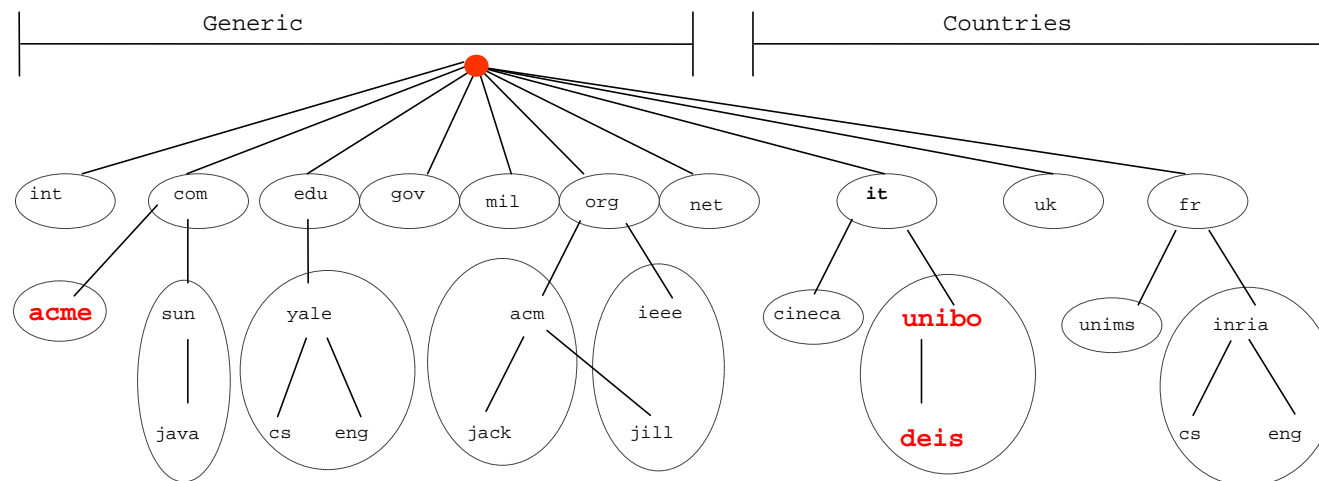 Generic Countries
int com edu gov mil org net it uk fr
acme sun yale acm ieee cineca unibo unims inria
java cs eng jack jill deis cs eng